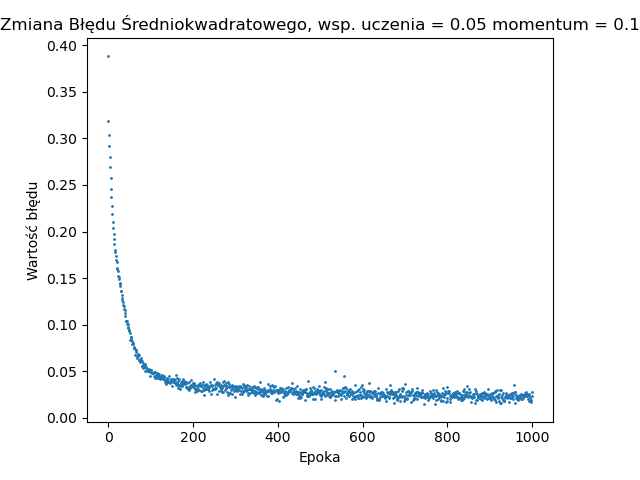 Zmiana Błędu Średniokwadratowego, wsp. uczenia = 0.05 momentum = 0.1
0.40
0.35
0.30
0.25
0.20
0.15
0.10
0.05
0.00
Wartość błędu
0 200 400 600 800 1000
Epoka